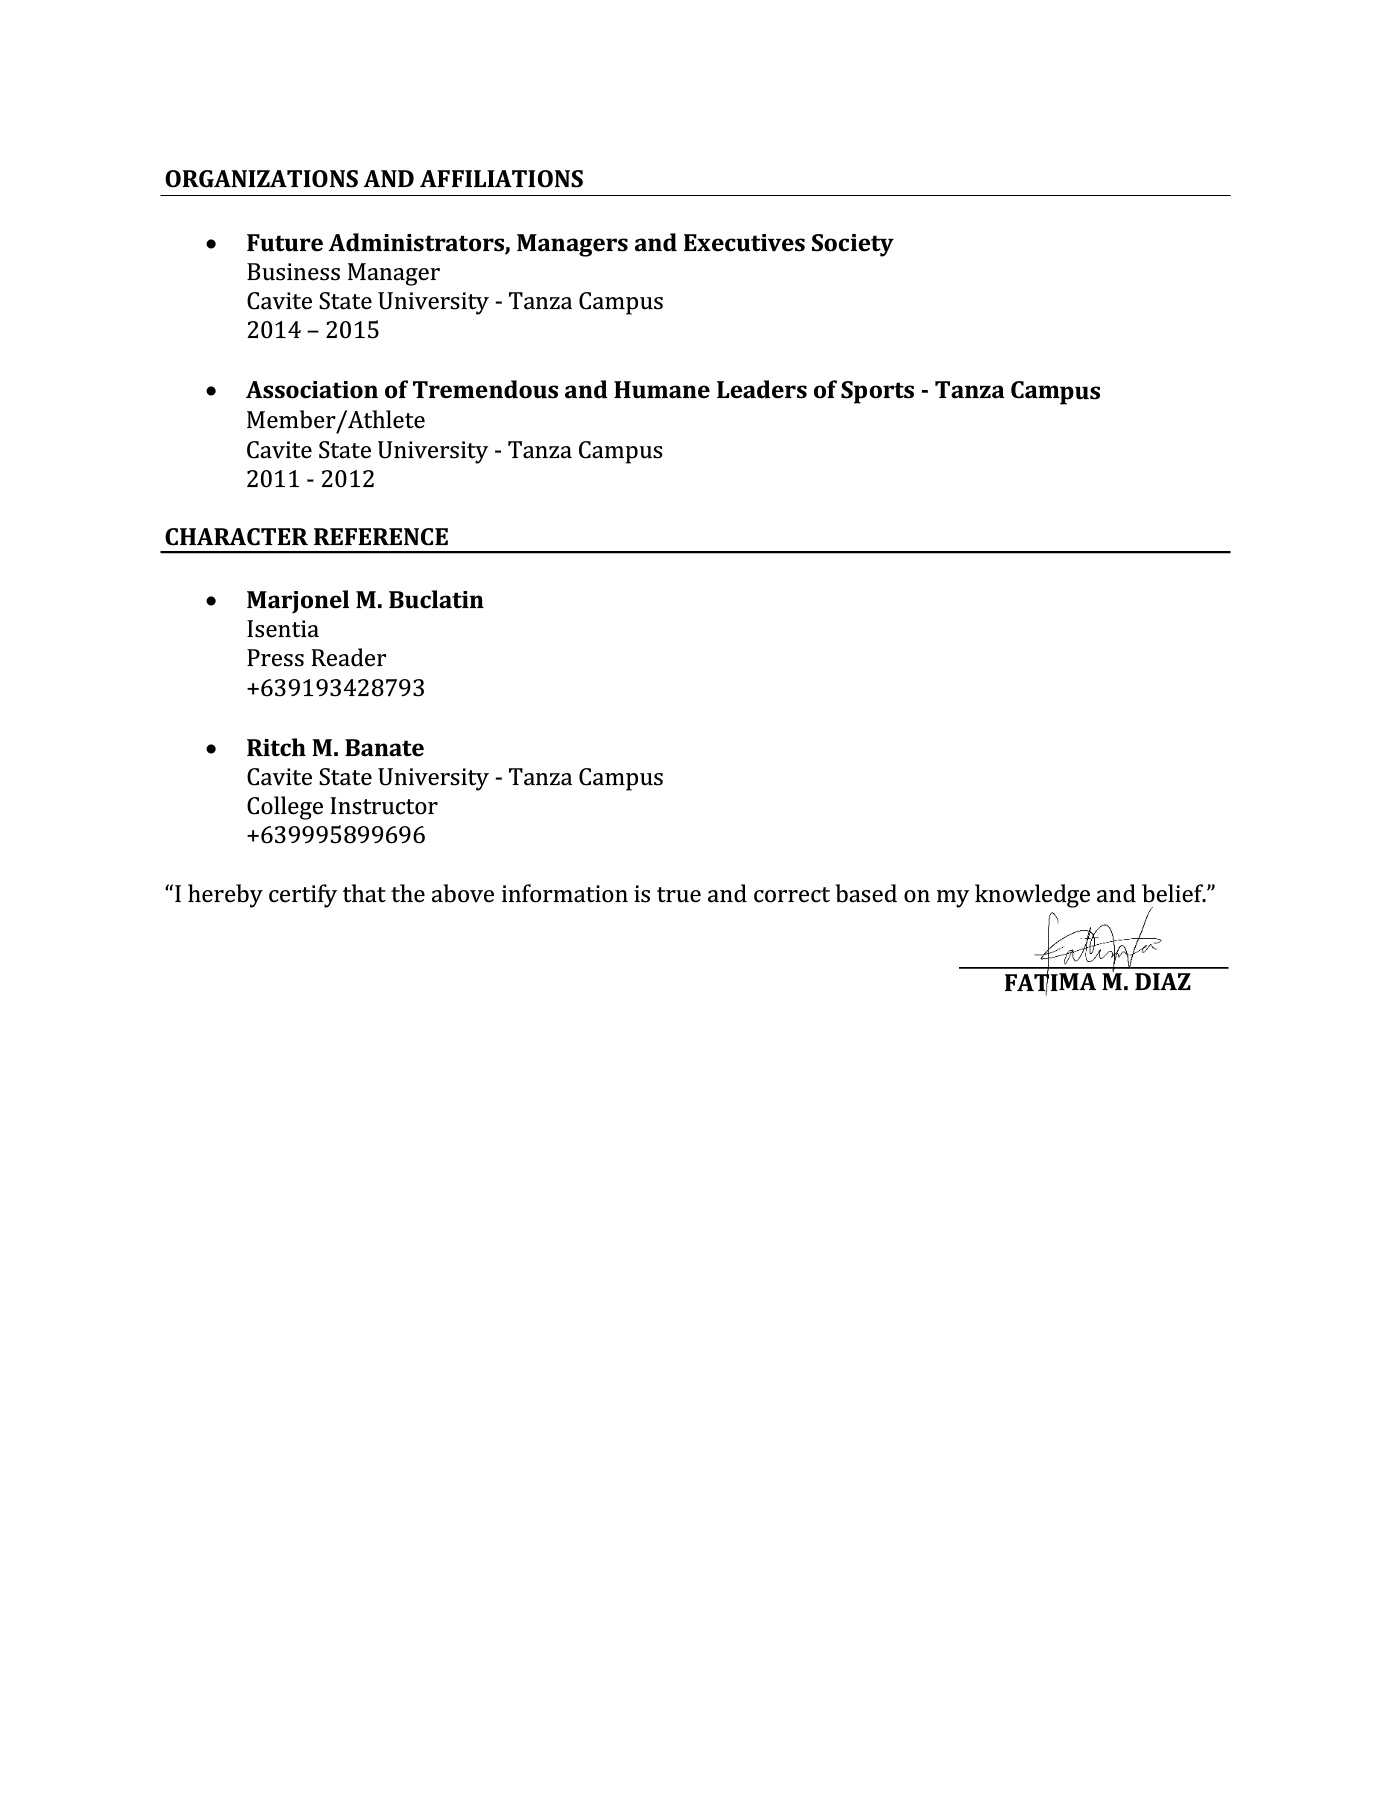 ORGANIZATIONS AND AFFILIATIONS
• Future Administrators, Managers and Executives Society
Business Manager
Cavite State University - Tanza Campus
2014 – 2015
• Association of Tremendous and Humane Leaders of Sports - Tanza Campus
Member/Athlete
Cavite State University - Tanza Campus
2011 - 2012
CHARACTER REFERENCE
• Marjonel M. Buclatin
Isentia
Press Reader
+639193428793
• Ritch M. Banate
Cavite State University - Tanza Campus
College Instructor
+639995899696
“I hereby certify that the above information is true and correct based on my knowledge and belief.”
Fatima
FATIMA M. DIAZ